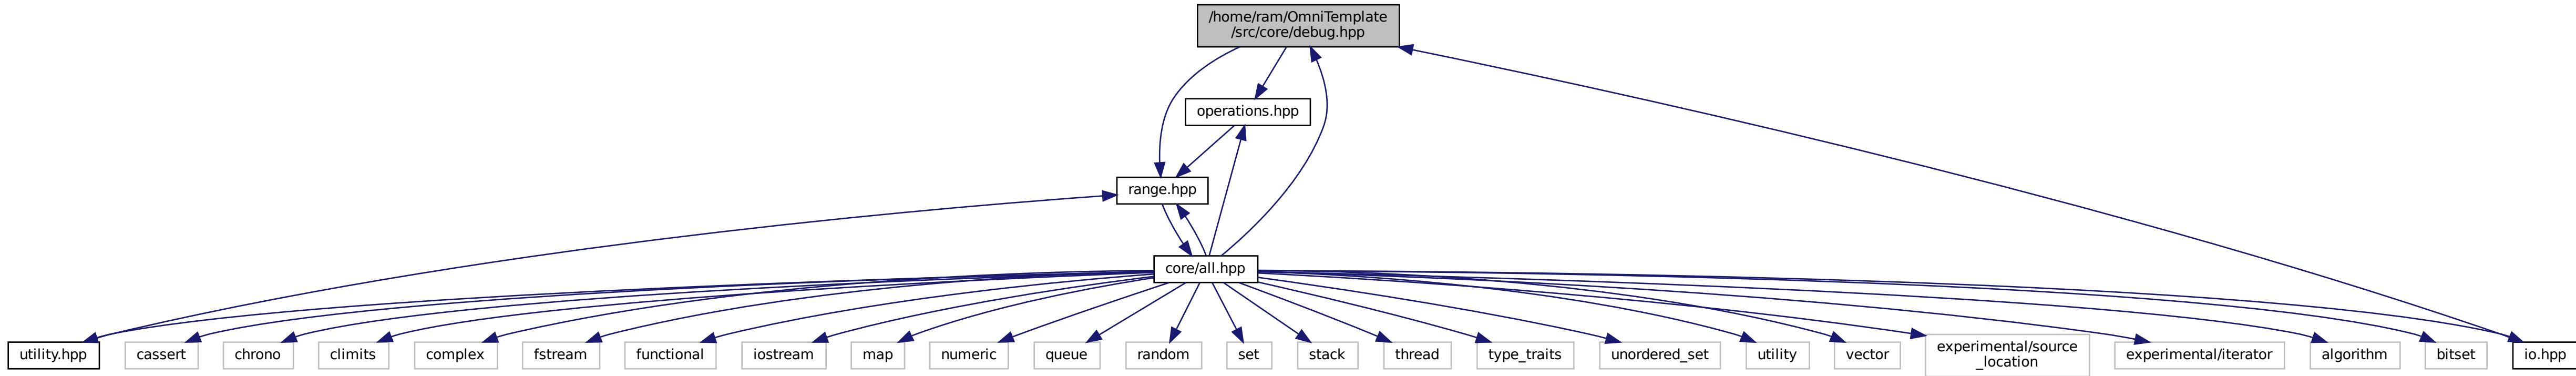 /home/ram/OmniTemplate
/src/core/debug.hpp
operations.hpp
range.hpp
core/all.hpp
utility.hpp
cassert
chrono
climits
complex
fstream
functional
iostream
map
numeric
queue
random
set
stack
thread
type_traits
unordered_set
utility
vector
experimental/source
_location
experimental/iterator
algorithm
bitset
io.hpp